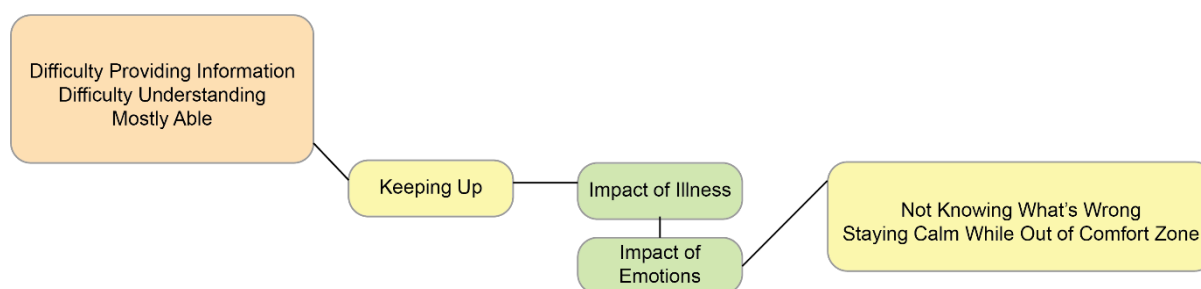 Difficulty Providing Information
Difficulty Understanding
Mostly Able
Keeping Up
Impact of Illness
Impact of
Emotions
Not Knowing What's Wrong
Staying Calm While Out of Comfort Zone